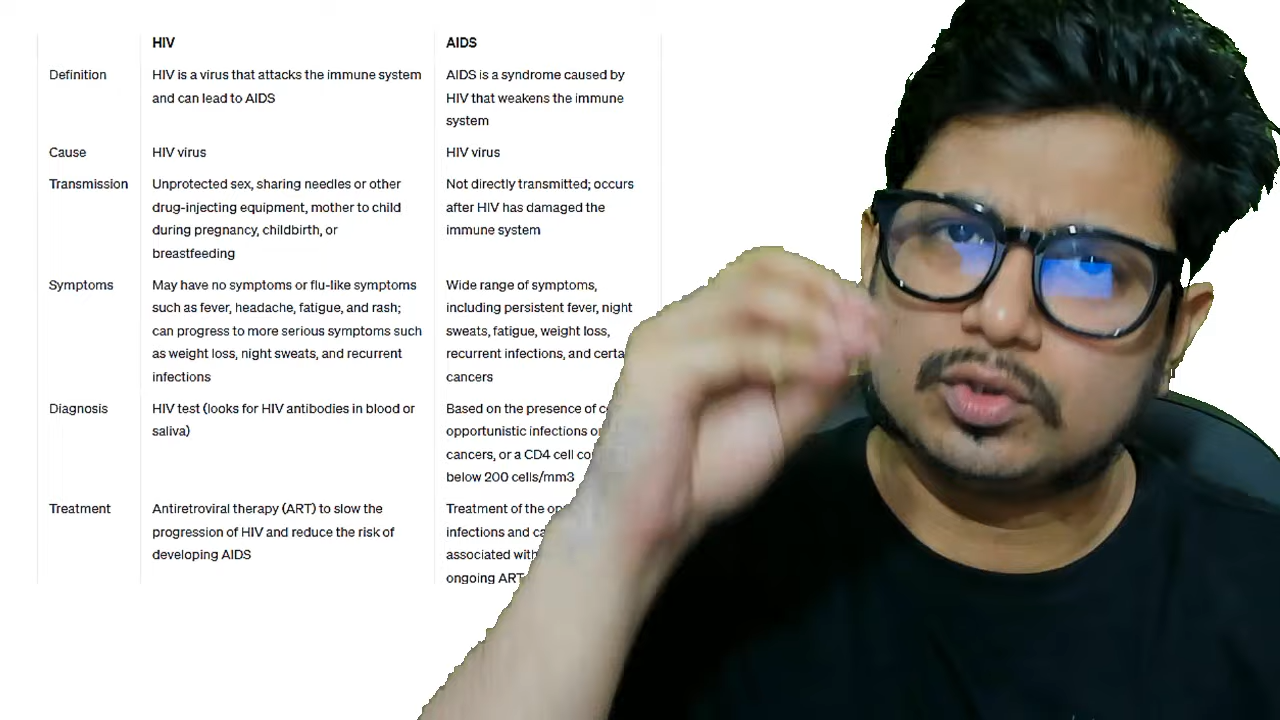 HIV
AIDS
Definition
HIV is a virus that attacks the immune system
and can lead to AIDS
AIDS is a syndrome caused by
HIV that weakens the immune
system
Cause
HIV virus
HIV virus
Transmission
Unprotected sex, sharing needles or other
drug-injecting equipment, mother to child
during pregnancy, childbirth, or
breastfeeding
Not directly transmitted; occurs
after HIV has damaged the
immune system
Symptoms
May have no symptoms or flu-like symptoms
such as fever, headache, fatigue, and rash;
can progress to more serious symptoms such
as weight loss, night sweats, and recurrent
infections
Wide range of symptoms,
including persistent fever, night
sweats, fatigue, weight loss,
recurrent infections, and
cancers
Diagnosis
HIV test (looks for HIV antibodies in blood or
saliva)
Based on the presence of
opportunistic infections or
cancers, or a CD4 cell
below 200 cells/mm3
Treatment
Antiretroviral therapy (ART) to slow the
progression of HIV and reduce the risk of
developing AIDS
Treatment of the
infections and
associated with
ongoing ART